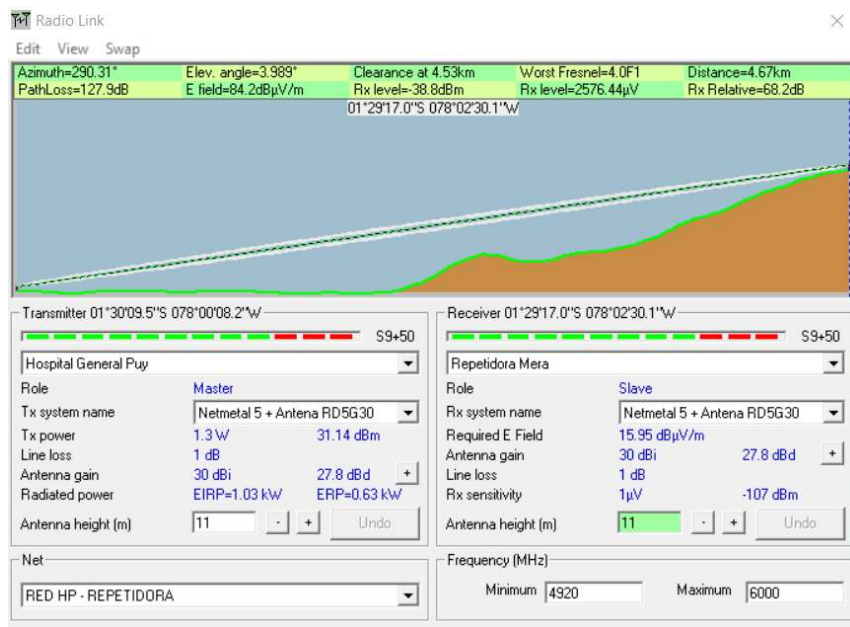 Radio Link
Edit View Swap
Azimuth=290.31° Elev. angle=3.989° Clearance at 4.53km Worst Fresnel=4.0F1 Distance=4.67km
PathLoss=127.9dB E field=84.2dBµV/m Rx level=-38.8dBm Rx level=2576.44µV Rx Relative=68.2dB
01°29'17.0"S 078°02'30.1"W
Transmitter 01°30'09.5"S 078°00'08.2"W
S9+50
Hospital General Puy
Role Master
Tx system name Netmetal 5 + Antena RD5G30
Tx power 1.3 W 31.14 dBm
Line loss 1 dB
Antenna gain 30 dBi 27.8 dBd +
Radiated power EIRP=1.03 kW ERP=0.63 kW
Antenna height (m) 11 - + Undo
Net
RED HP - REPETIDORA
Receiver 01°29'17.0"S 078°02'30.1"W
S9+50
Repetidora Mera
Role Slave
Rx system name Netmetal 5 + Antena RD5G30
Required E Field 15.95 dBµV/m
Antenna gain 30 dBi 27.8 dBd +
Line loss 1 dB
Rx sensitivity 1µV -107 dBm
Antenna height (m) 11 - + Undo
Frequency (MHz)
Minimum 4920 Maximum 6000